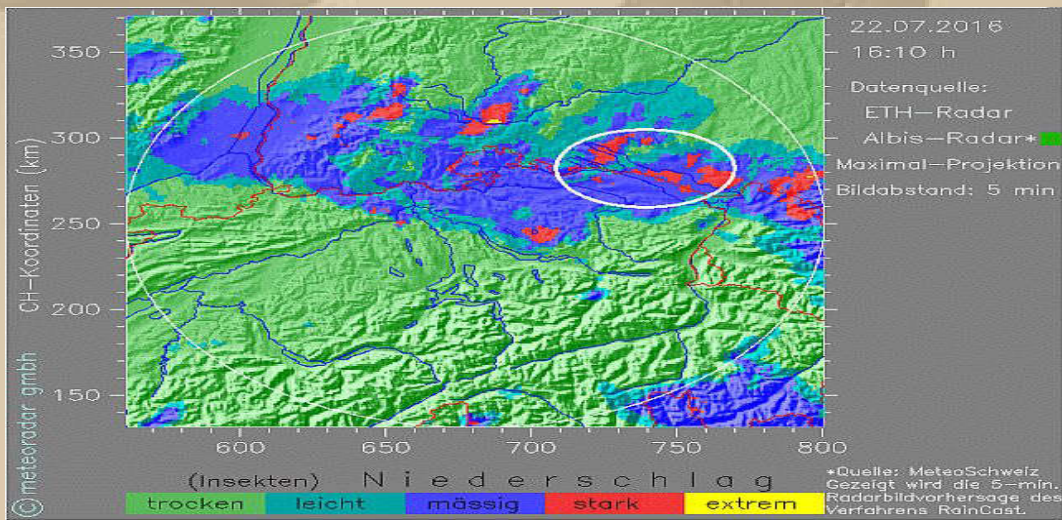 22.07.2016
16:10 h
Datenquelle:
ETH-Radar
Albis-Radar*
Maximal-Projektion
Bildabstand: 5 min
CH-Koordinaten (km)
350
300
250
200
150
600
650
700
750
800
©meteoradar gmbh
(Insekten) Niederschlag
trocken leicht mässig stark extrem
*Quelle: MeteoSchweiz
Gezeigt wird die 5-min.
Radarbildvorhersage des
Verfahrens RainCast.